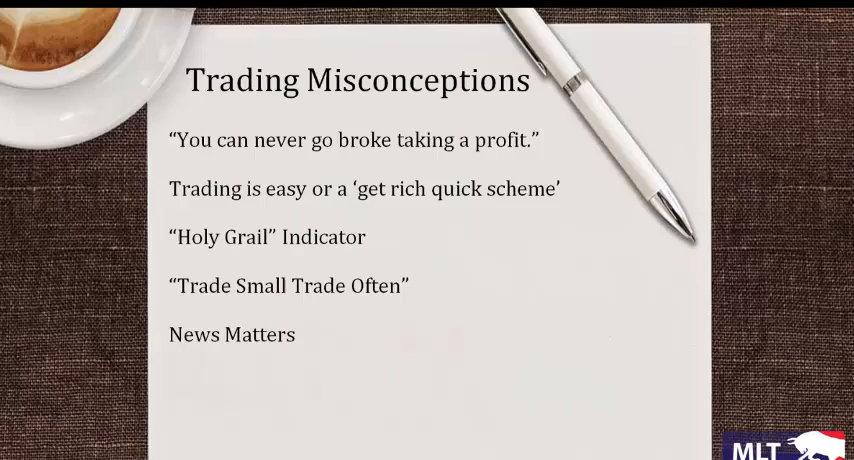 Trading Misconceptions
“You can never go broke taking a profit.”
Trading is easy or a ‘get rich quick scheme’
“Holy Grail” Indicator
“Trade Small Trade Often”
News Matters
MLT